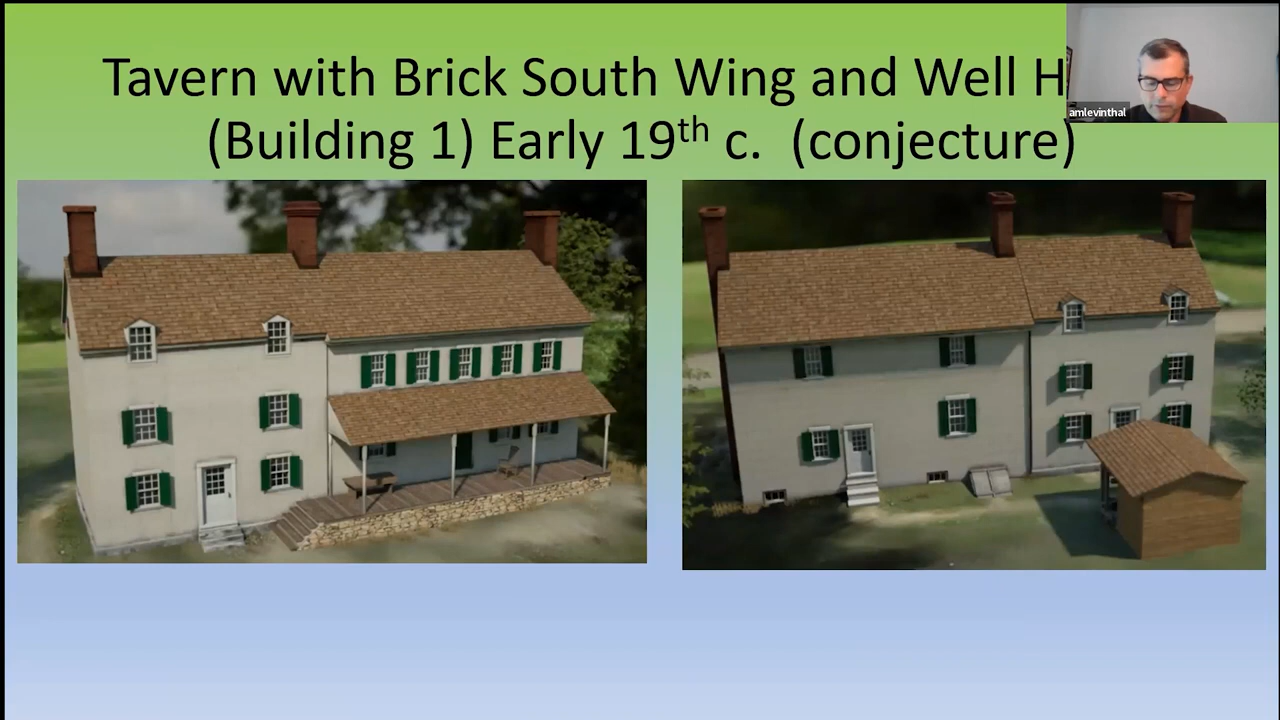 Tavern with Brick South Wing and Well H
(Building 1) Early 19th c. (conjecture)
amlevinthal